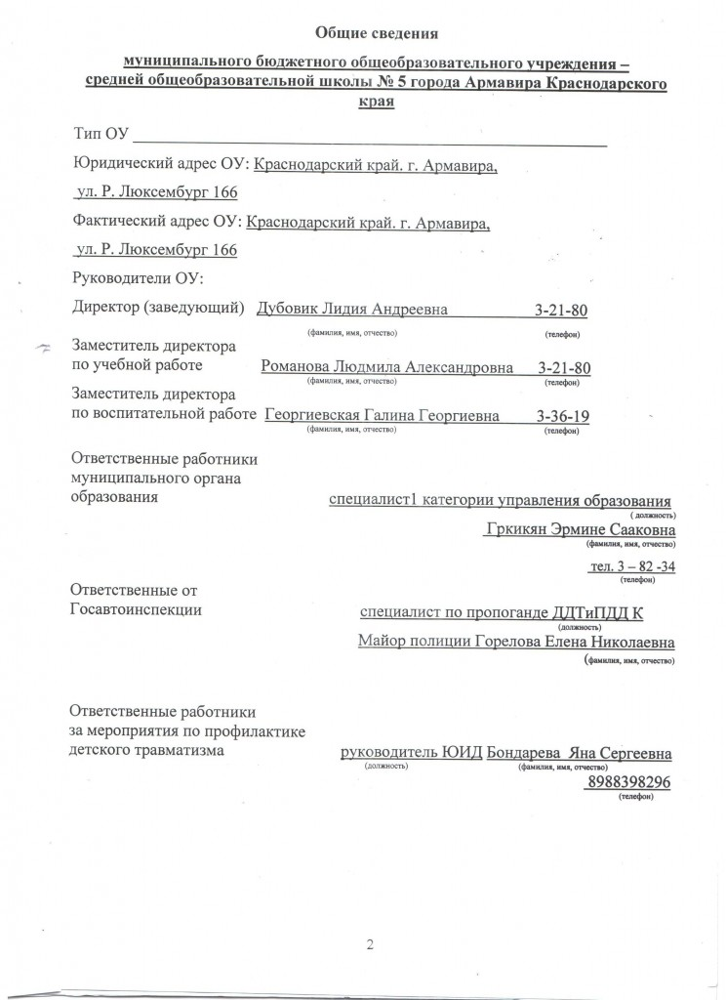 Общие сведения
муниципального бюджетного общеобразовательного учреждения –
средней общеобразовательной школы № 5 города Армавира Краснодарского
края
Тип ОУ
Юридический адрес ОУ: Краснодарский край. г. Армавира,
ул. Р. Люксембург 166
Фактический адрес ОУ: Краснодарский край. г. Армавира,
ул. Р. Люксембург 166
Руководители ОУ:
Директор (заведующий) Дубовик Лидия Андреевна 3-21-80
(фамилия, имя, отчество) (телефон)
Заместитель директора
по учебной работе Романова Людмила Александровна 3-21-80
(фамилия, имя, отчество) (телефон)
Заместитель директора
по воспитательной работе Георгиевская Галина Георгиевна 3-36-19
(фамилия, имя, отчество) (телефон)
Ответственные работники
муниципального органа
образования специалист1 категории управления образования
( должность)
Гркикян Эрмине Сааковна
(фамилия, имя, отчество)
тел. 3 – 82 -34
(телефон)
Ответственные от
Госавтоинспекции специалист по пропоганде ДДТиПДД К
(должность)
Майор полиции Горелова Елена Николаевна
(фамилия, имя, отчество)
Ответственные работники
за мероприятия по профилактике
детского травматизма руководитель ЮИД Бондарева Яна Сергеевна
(должность) (фамилия, имя, отчество)
8988398296
(телефон)
2